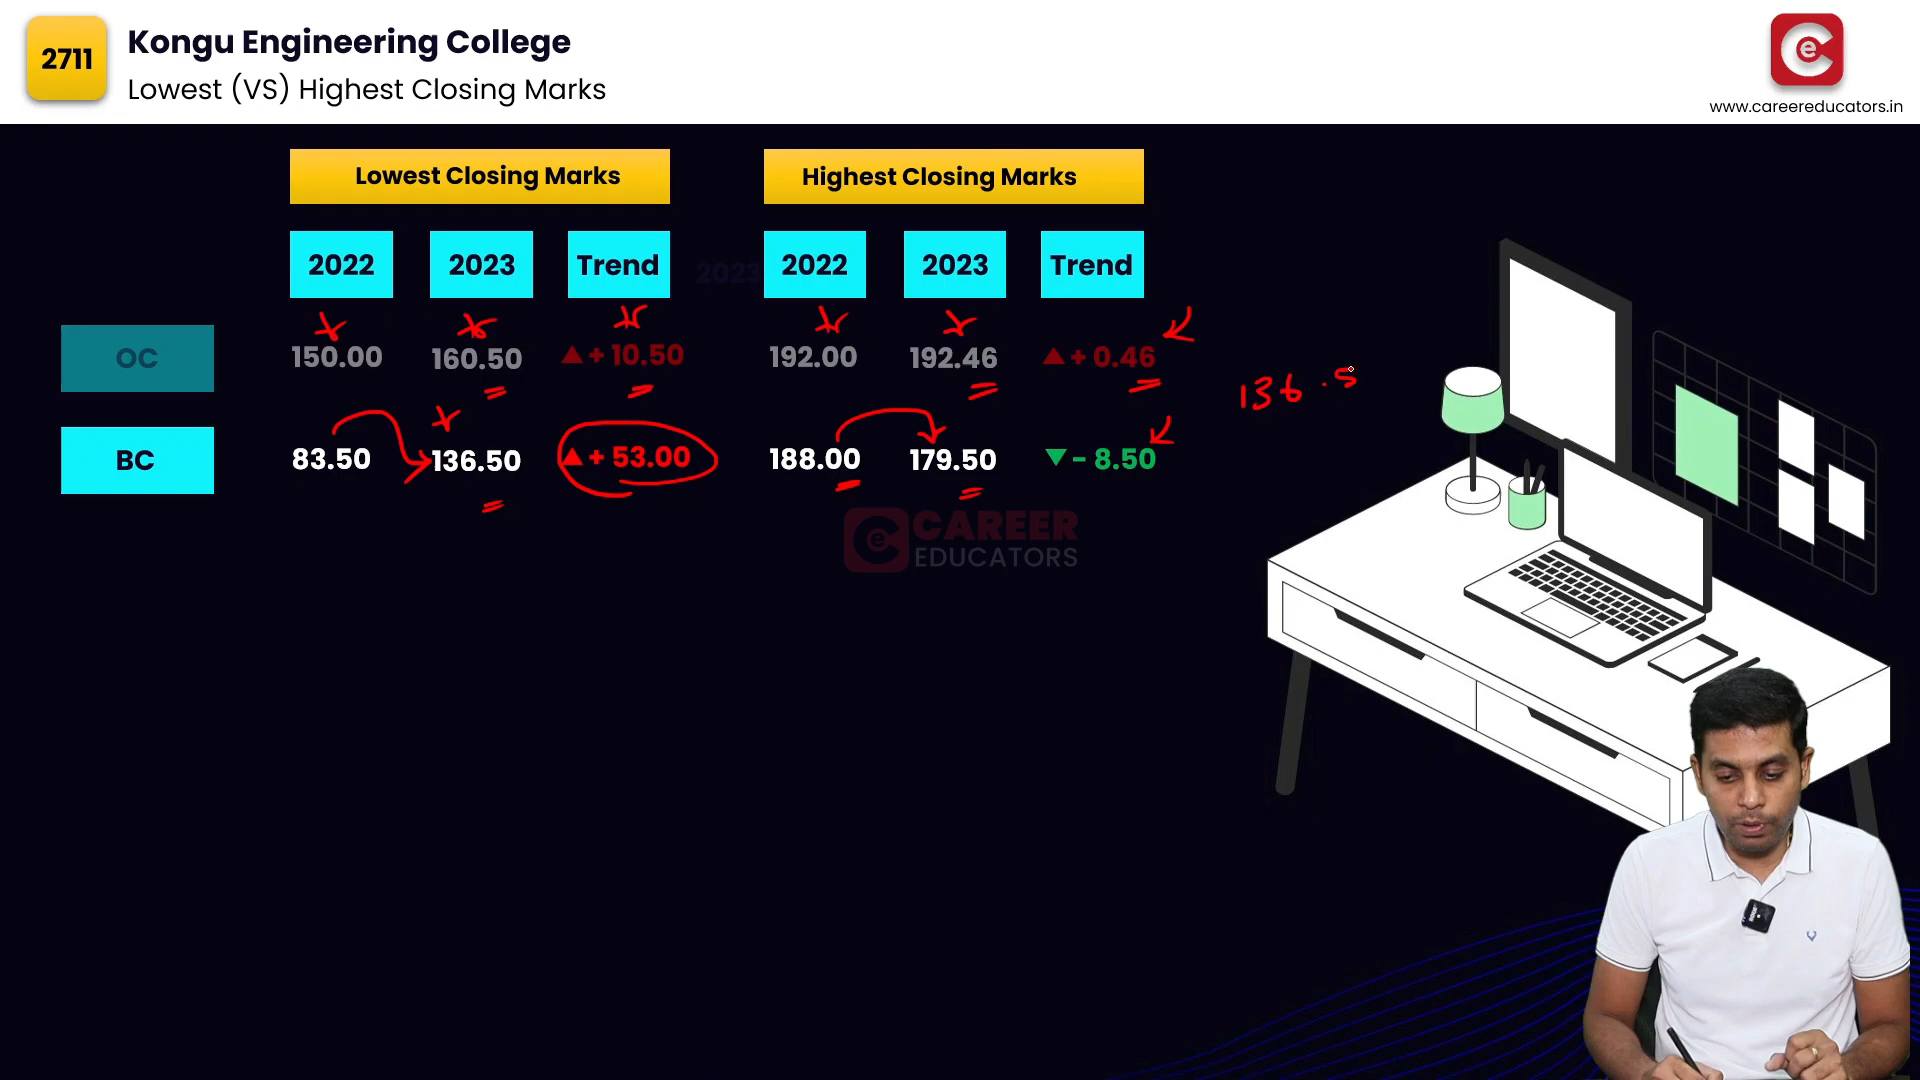 2711
Kongu Engineering College
Lowest (VS) Highest Closing Marks
e
www.careereducators.in
Lowest Closing Marks Highest Closing Marks
2022 2023 Trend 2023 2022 2023 Trend
OC 150.00 160.50 ▲ + 10.50 192.00 192.46 ▲ + 0.46
136.5
BC 83.50 136.50 ▲ + 53.00 188.00 179.50 ▼ - 8.50
e CAREER
EDUCATORS